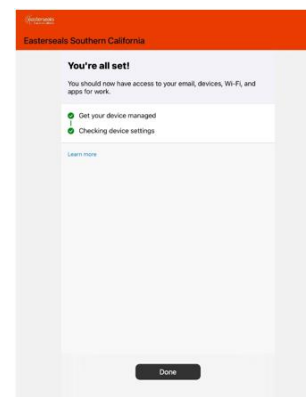 easterseals
Easterseals Southern California
You're all set!
You should now have access to your email, devices, Wi-Fi, and
apps for work.
Get your device managed
Checking device settings
Learn more
Done